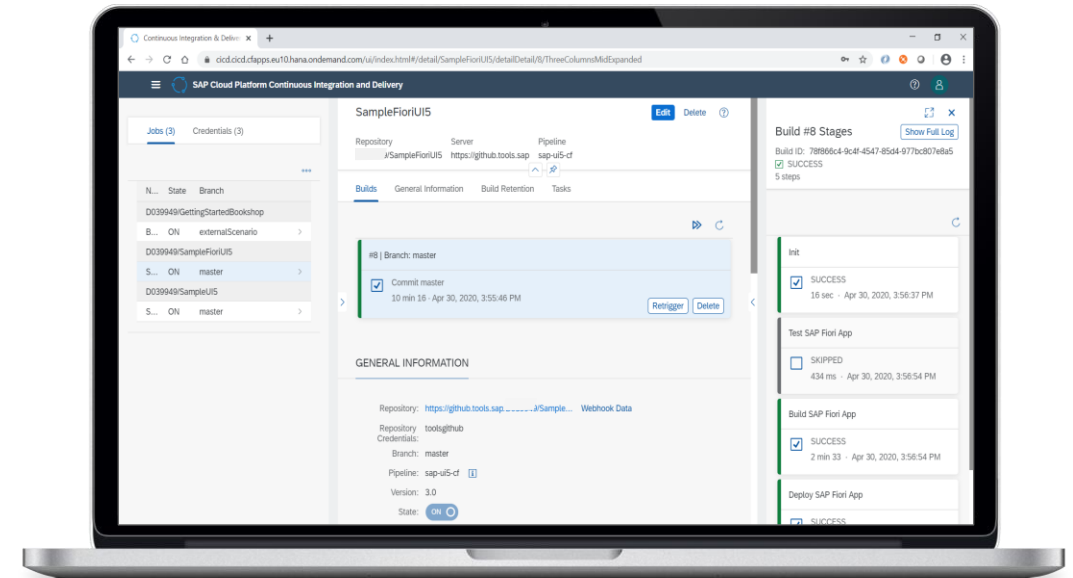 Continuous Integration & Deliver
cicd.cicd.cfapps.eu10.hana.ondemand.com/ui/index.html#/detail/SampleFioriUI5/detailDetail/8/ThreeColumnsMidExpanded
SAP Cloud Platform Continuous Integration and Delivery
Jobs (3) Credentials (3)
N... State Branch
D039949/GettingStartedBookshop
B... ON externalScenario
D039949/SampleFioriUI5
S... ON master
D039949/SampleUI5
S... ON master
SampleFioriUI5
Edit Delete
Repository Server Pipeline
/SampleFioriUI5 https://github.tools.sap sap-ui5-cf
Builds General Information Build Retention Tasks
#8 | Branch: master
Commit master
10 min 16 · Apr 30, 2020, 3:55:46 PM
Retrigger Delete
GENERAL INFORMATION
Repository: https://github.tools.sap /Sample... Webhook Data
Repository Credentials: toolsgithub
Branch: master
Pipeline: sap-ui5-cf
Version: 3.0
State: ON
Build #8 Stages
Show Full Log
Build ID: 78f866c4-9c4f-4547-85d4-977bc807e8a5
SUCCESS
5 steps
Init
SUCCESS
16 sec · Apr 30, 2020, 3:56:37 PM
Test SAP Fiori App
SKIPPED
434 ms · Apr 30, 2020, 3:56:54 PM
Build SAP Fiori App
SUCCESS
2 min 33 · Apr 30, 2020, 3:56:54 PM
Deploy SAP Fiori App
SUCCESS